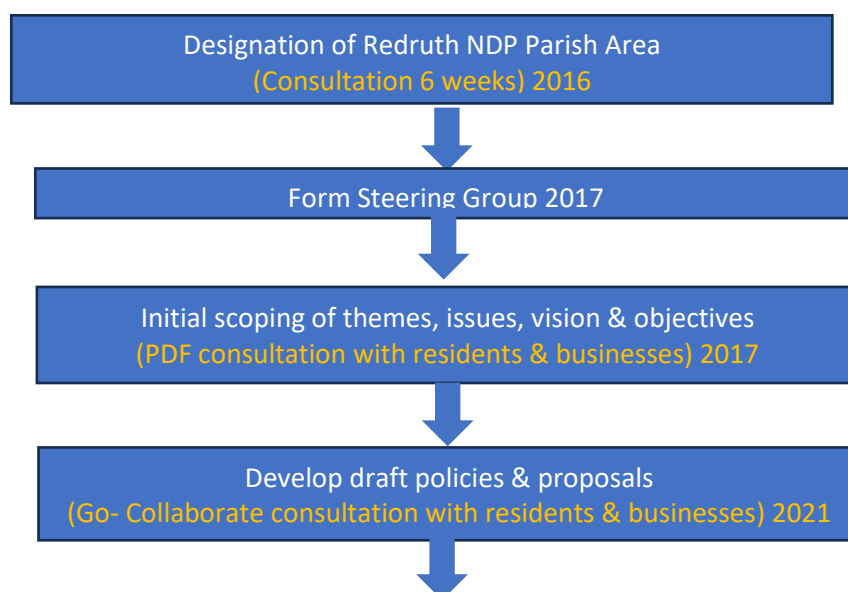 Designation of Redruth NDP Parish Area
(Consultation 6 weeks) 2016
Form Steering Group 2017
Initial scoping of themes, issues, vision & objectives
(PDF consultation with residents & businesses) 2017
Develop draft policies & proposals
(Go- Collaborate consultation with residents & businesses) 2021